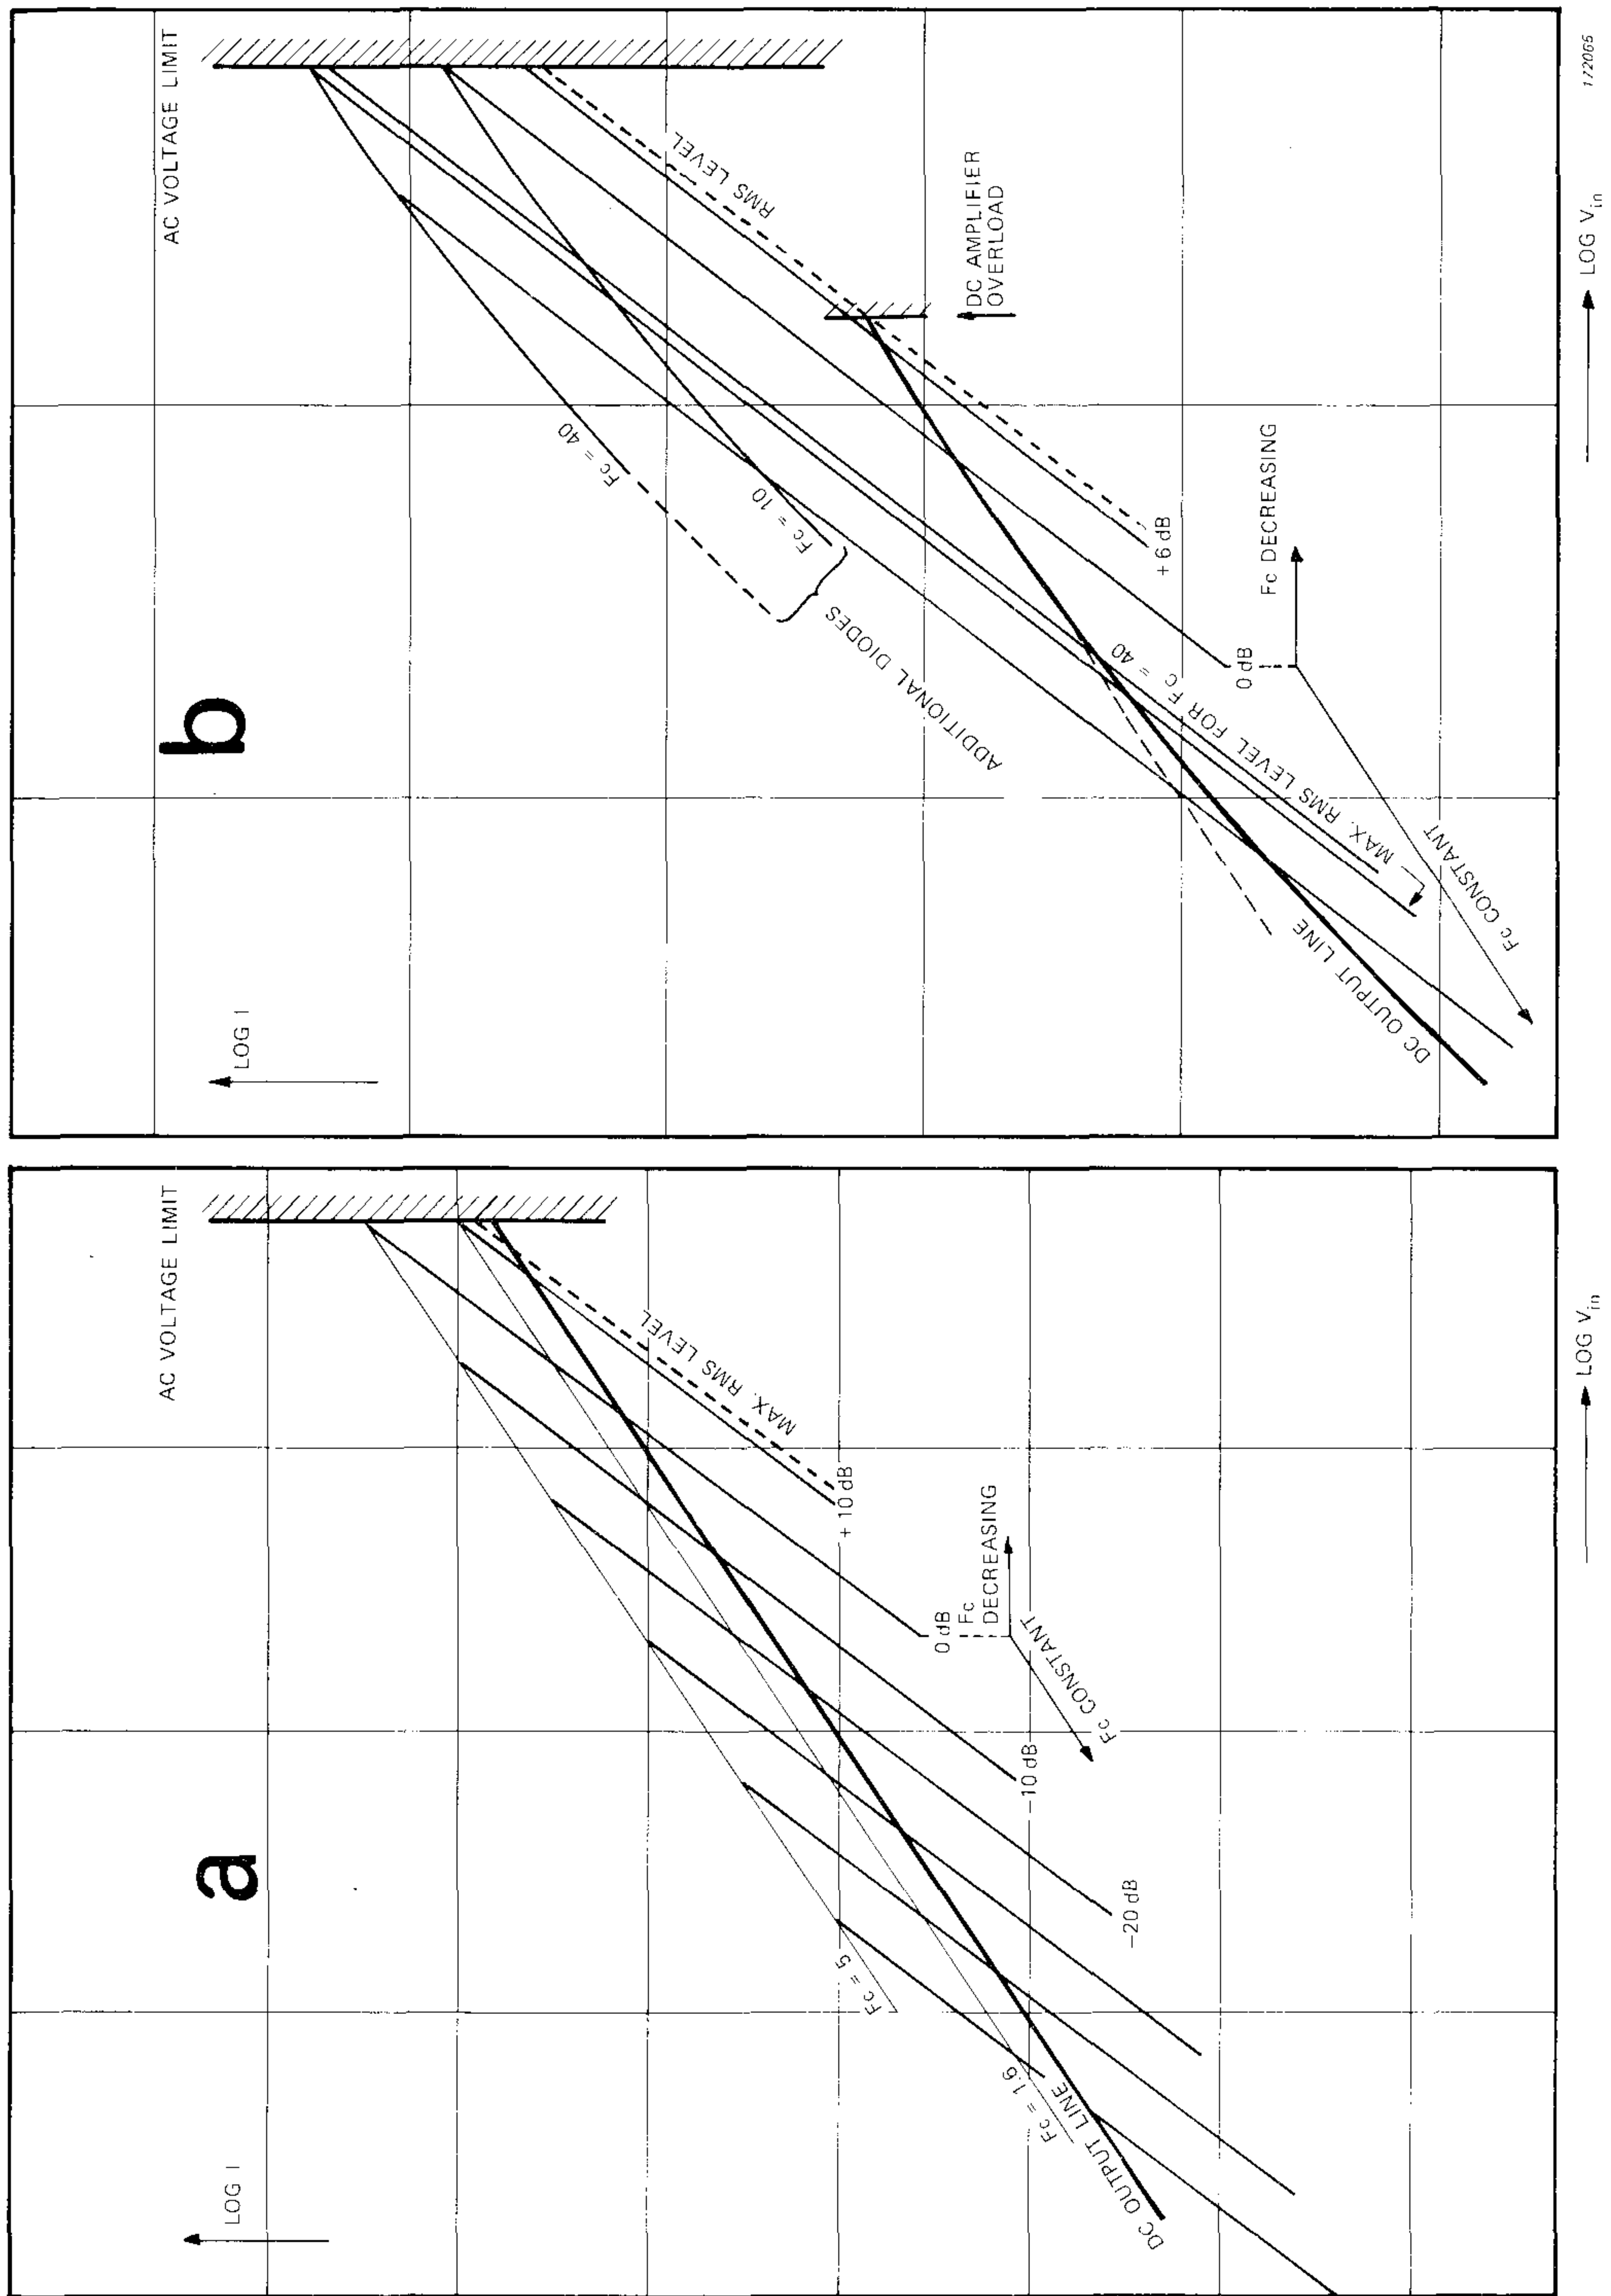 a
LOG I
AC VOLTAGE LIMIT
MAX. RMS LEVEL
+ 10 dB
0 dB
Fc
DECREASING
Fc CONSTANT
-10 dB
-20 dB
Fc = 5
Fc = 1.6
DC OUTPUT LINE
LOG Vin
b
LOG I
AC VOLTAGE LIMIT
RMS LEVEL
DC AMPLIFIER
OVERLOAD
Fc = 40
Fc = 10
ADDITIONAL DIODES
+ 6 dB
Fc DECREASING
0 dB
MAX. RMS LEVEL FOR Fc = 40
Fc CONSTANT
DC OUTPUT LINE
LOG Vin
172065